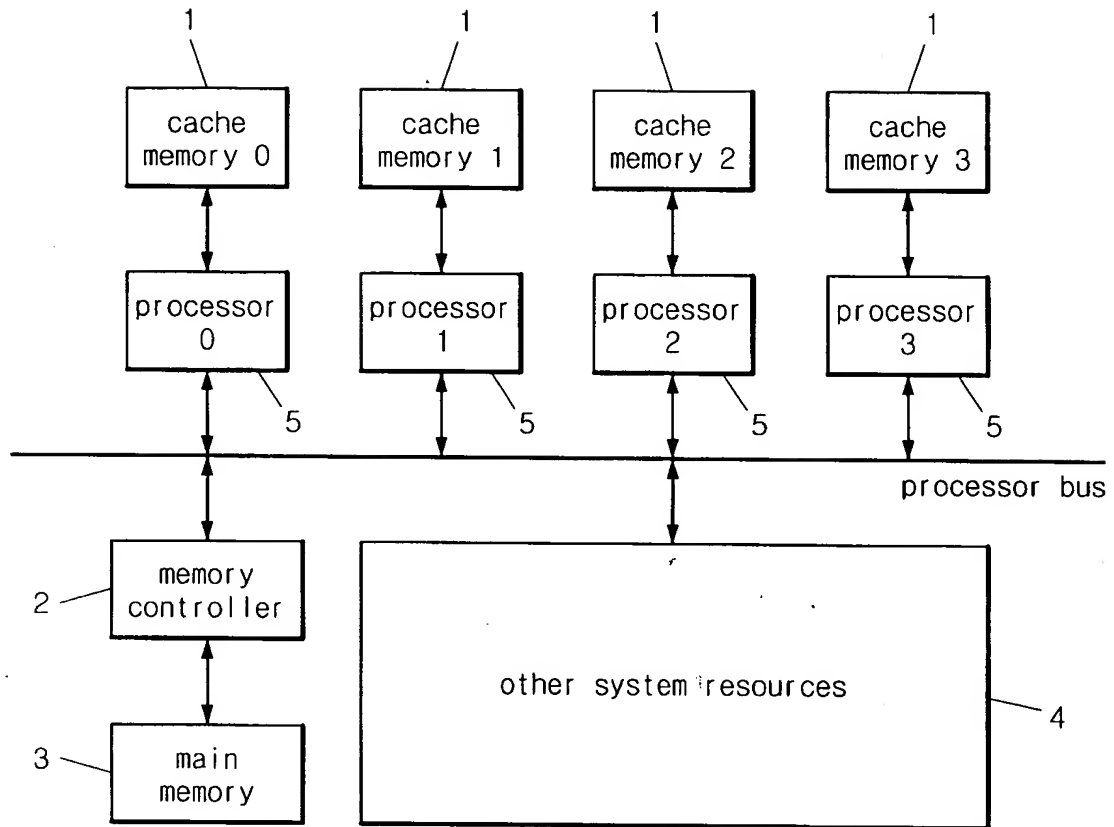 1
1
1
1
cache
memory 0
cache
memory 1
cache
memory 2
cache
memory 3
processor
0
processor
1
processor
2
processor
3
5
5
5
5
processor bus
memory
controller
2
other system resources
4
main
memory
3